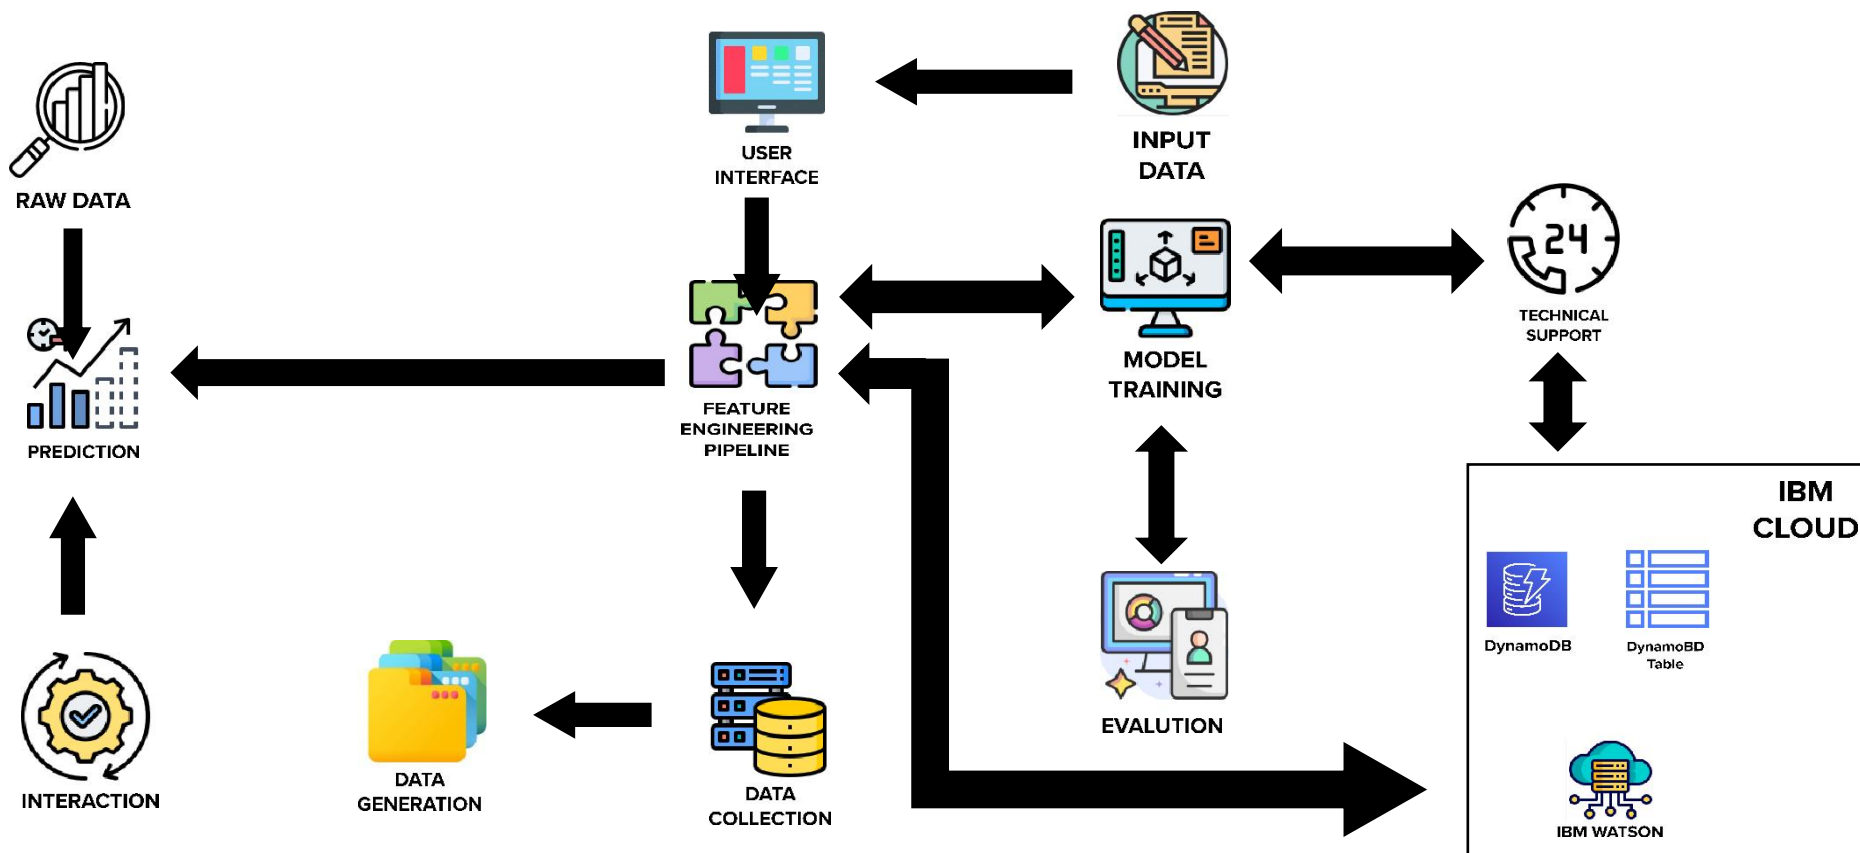 RAW DATA
USER
INTERFACE
INPUT
DATA
24
TECHNICAL
SUPPORT
MODEL
TRAINING
FEATURE
ENGINEERING
PIPELINE
PREDICTION
IBM
CLOUD
DynamoDB
DynamoBD
Table
EVALUTION
INTERACTION
DATA
GENERATION
DATA
COLLECTION
IBM WATSON